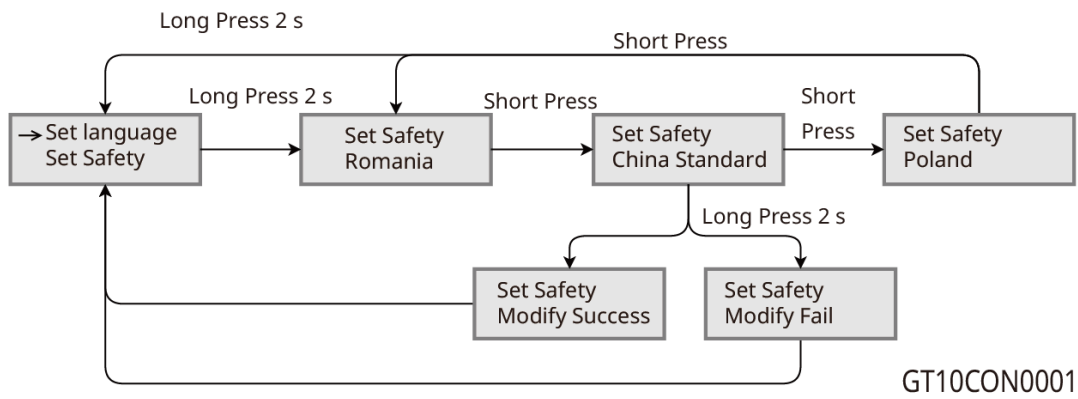 Long Press 2 s
Short Press
Long Press 2 s
Short Press
Short
Press
→Set language
Set Safety
Set Safety
Romania
Set Safety
China Standard
Set Safety
Poland
Long Press 2 s
Set Safety
Modify Success
Set Safety
Modify Fail
GT10CON0001